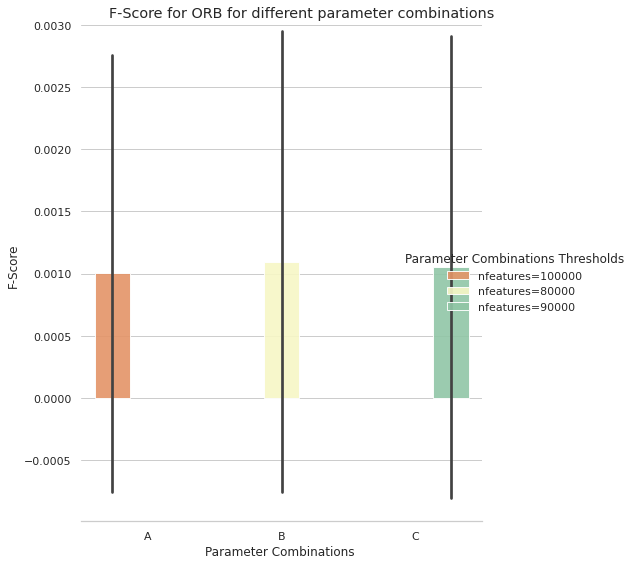 F-Score for ORB for different parameter combinations
0.0030
0.0025
0.0020
0.0015
0.0010
0.0005
0.0000
−0.0005
F-Score
Parameter Combinations Thresholds
nfeatures=100000
nfeatures=80000
nfeatures=90000
A B C
Parameter Combinations